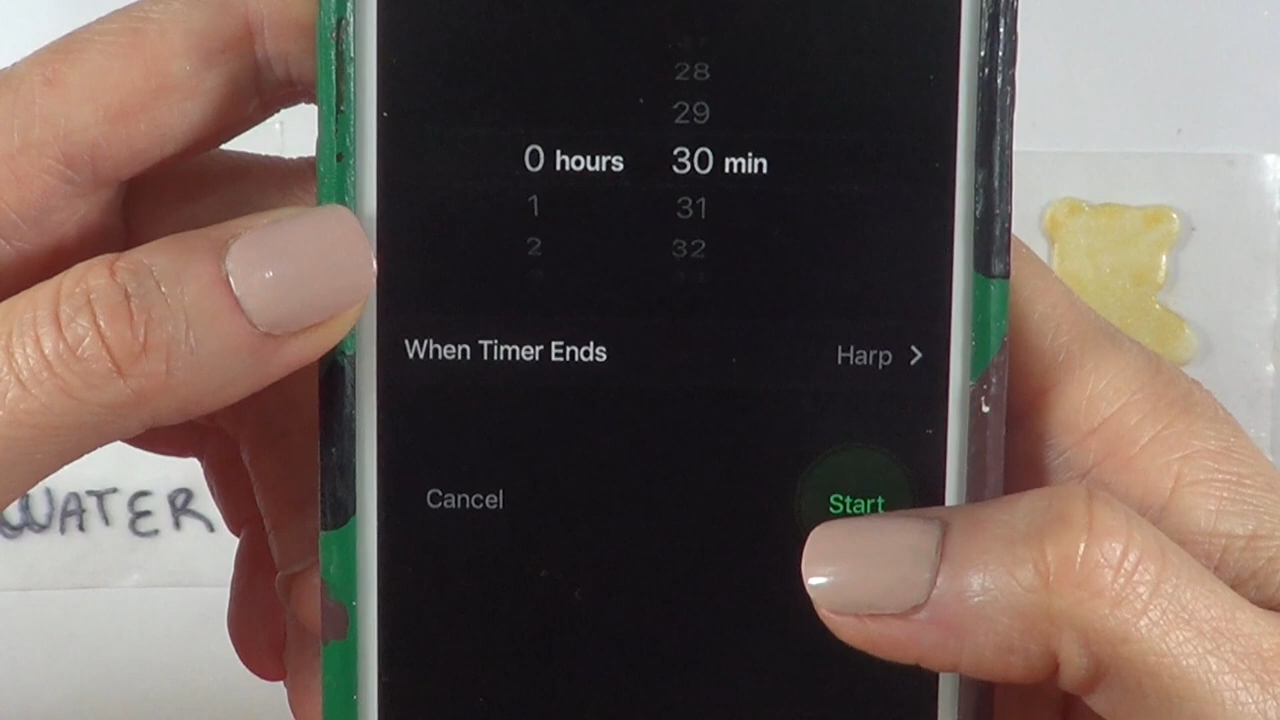 28
29
0 hours 30 min
1 31
2 32
When Timer Ends Harp >
Cancel Start
WATER